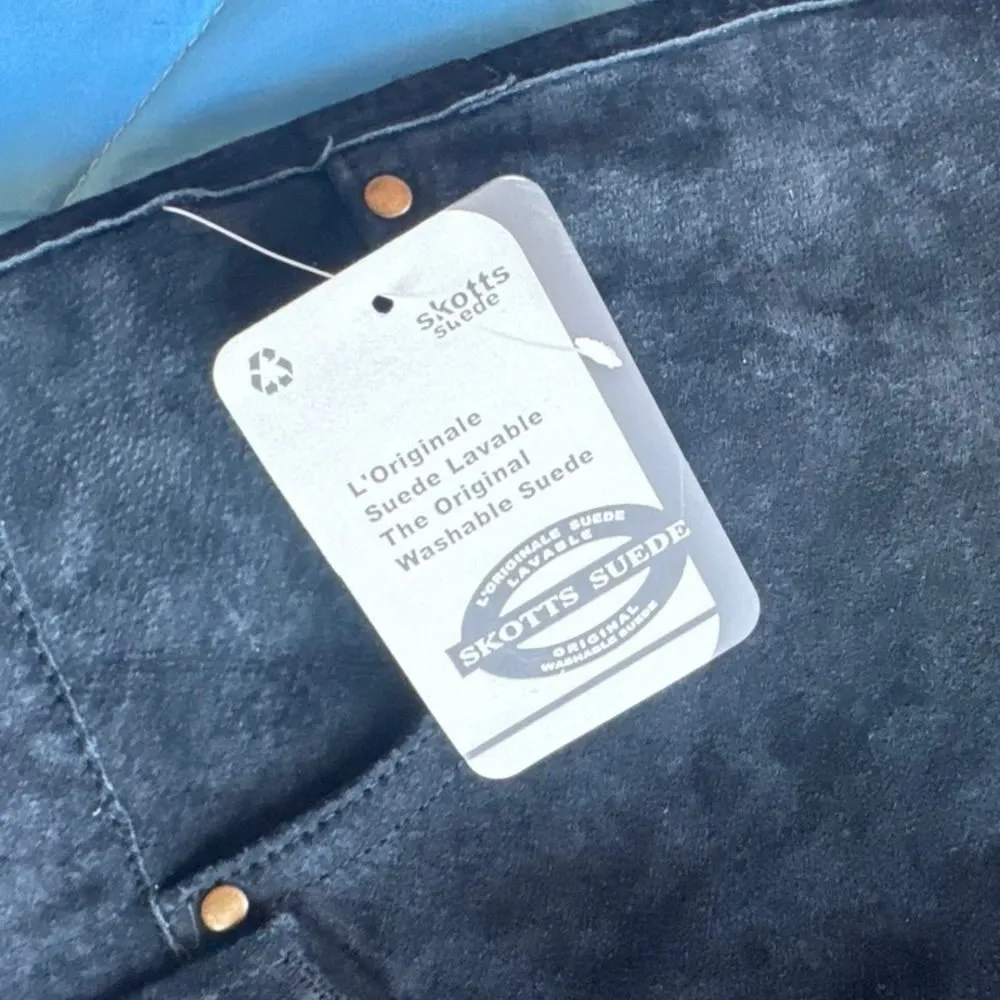 skotts
suede
L'Originale
Suede Lavable
The Original
Washable Suede
L'ORIGINALE SUEDE
LAVABLE
SKOTTS SUEDE
ORIGINAL
WASHABLE SUEDE